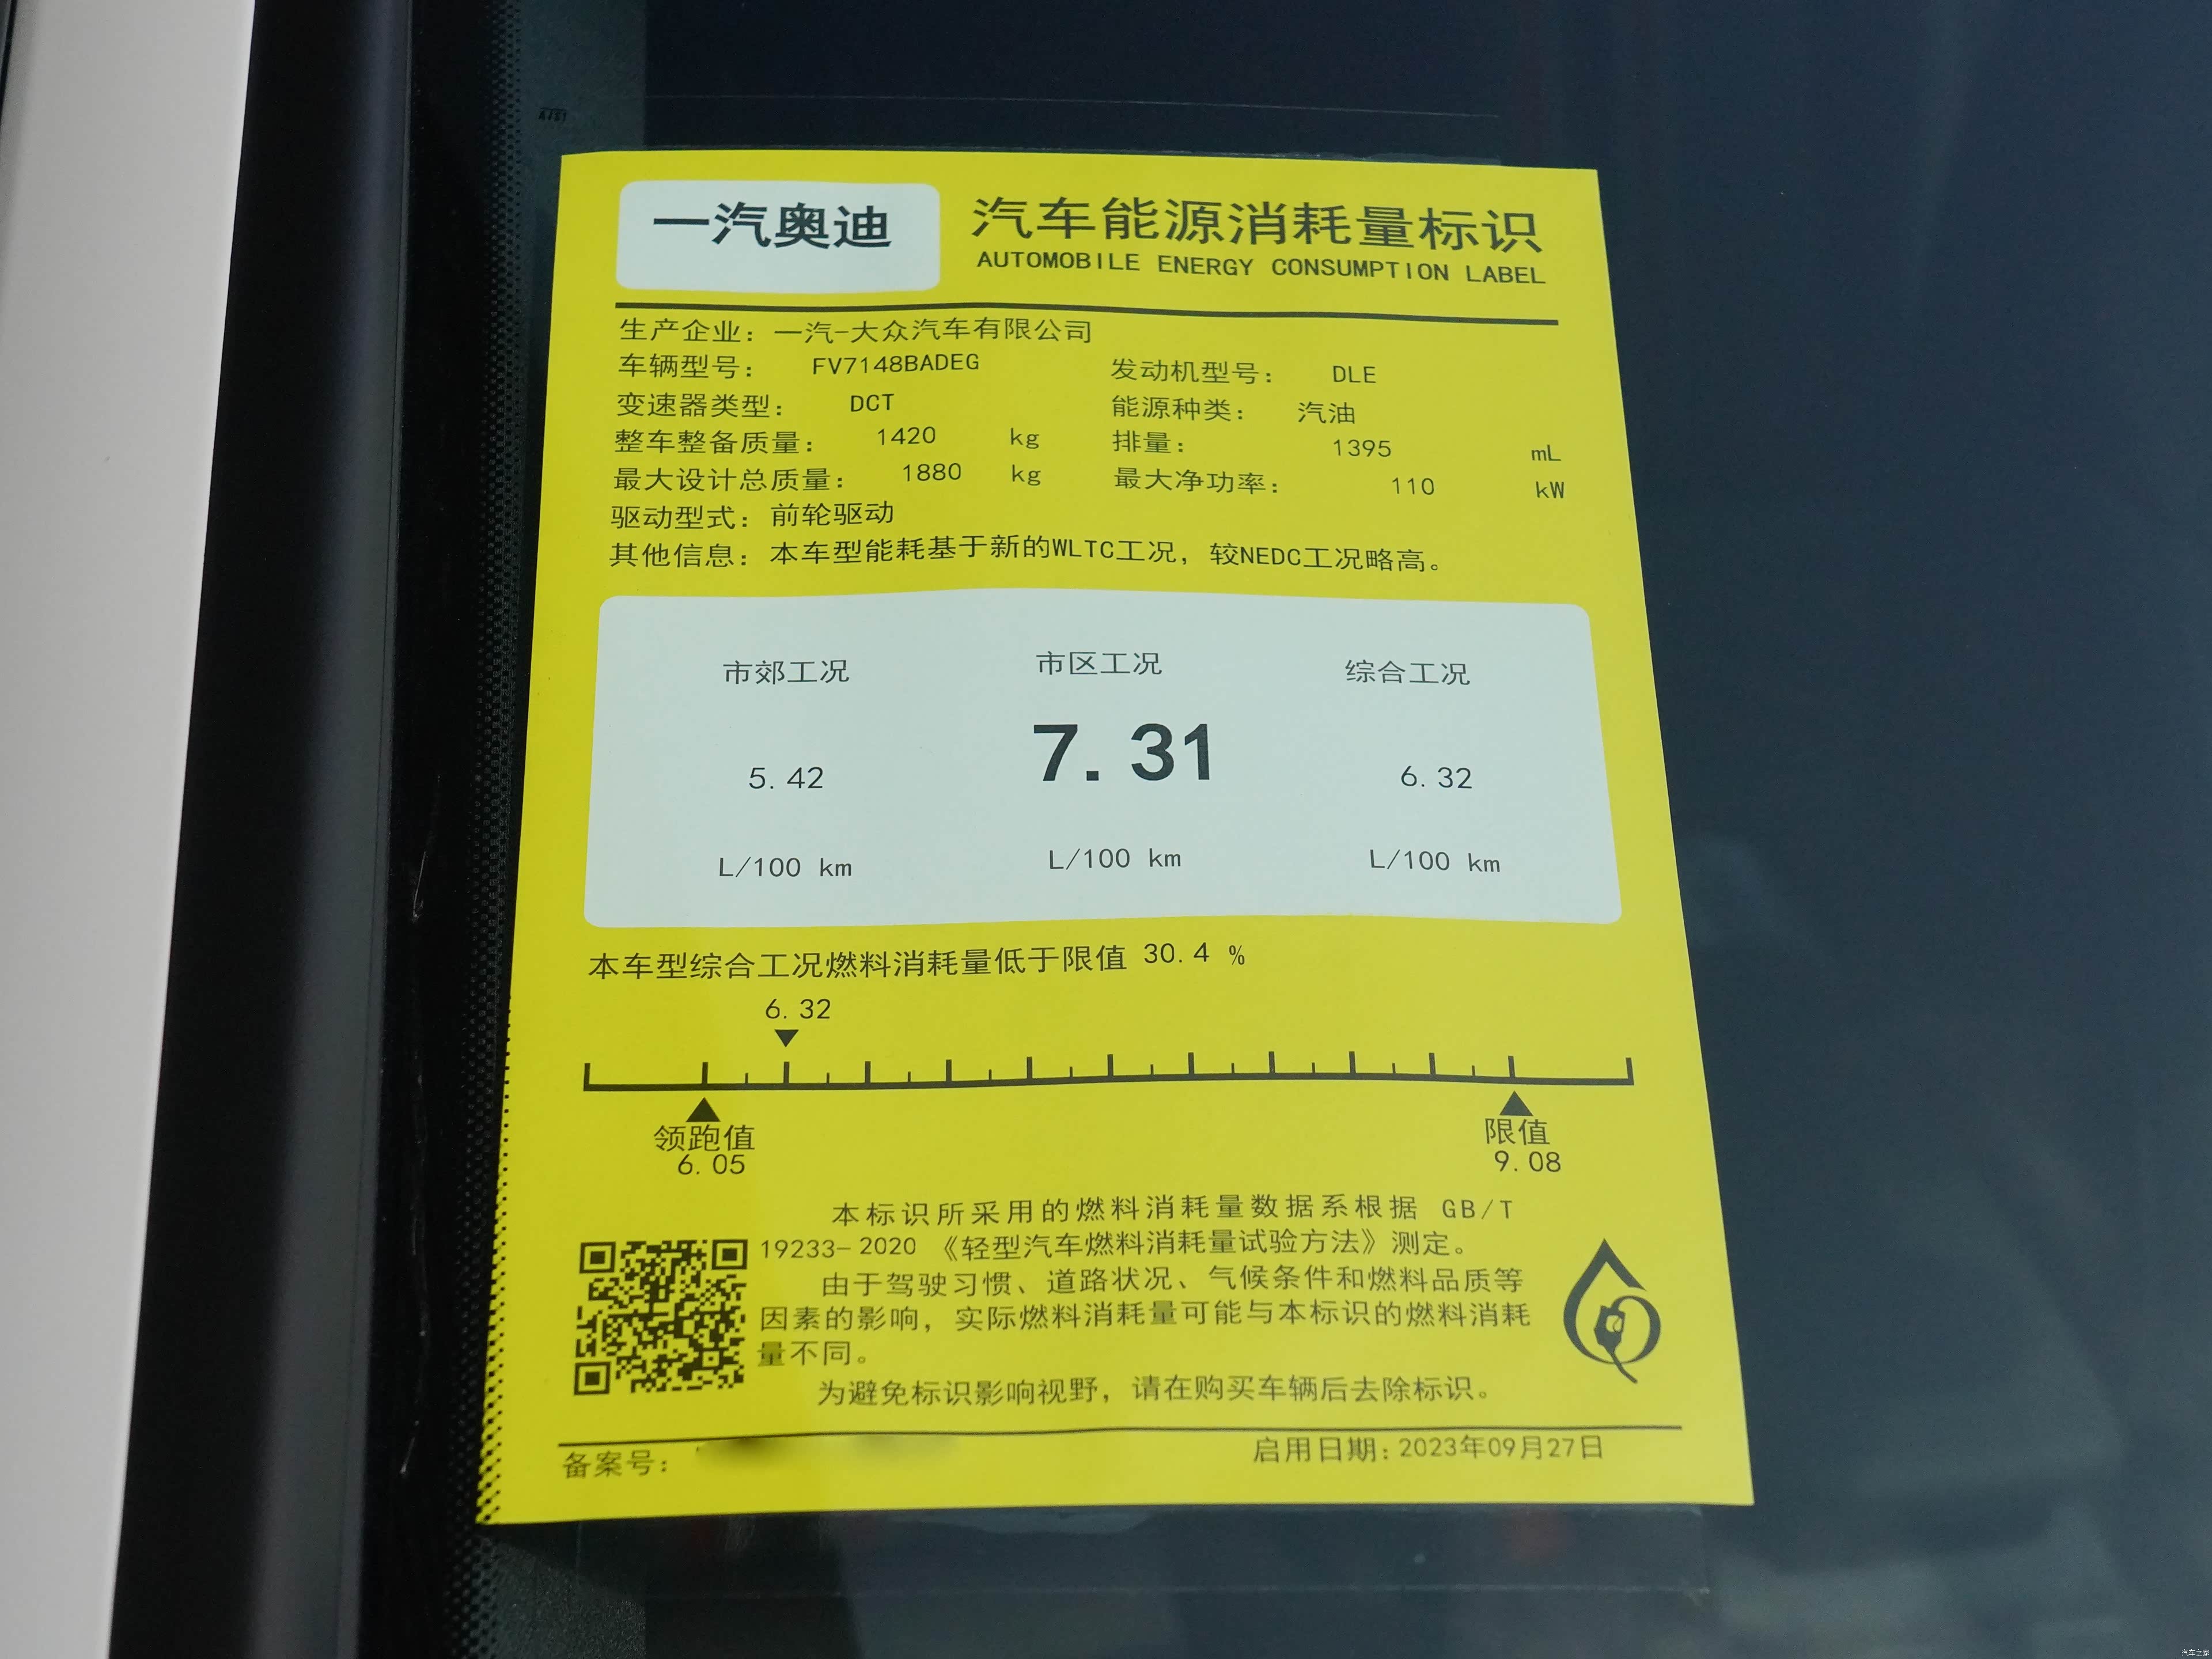 一汽奥迪
汽车能源消耗量标识
AUTOMOBILE ENERGY CONSUMPTION LABEL
生产企业：一汽-大众汽车有限公司
车辆型号： FV7148BADEG 发动机型号： DLE
变速器类型： DCT 能源种类： 汽油
整车整备质量： 1420 kg 排量： 1395 mL
最大设计总质量： 1880 kg 最大净功率： 110 kW
驱动型式：前轮驱动
其他信息：本车型能耗基于新的WLTC工况，较NEDC工况略高。
市郊工况 市区工况 综合工况
5.42 7.31 6.32
L/100 km L/100 km L/100 km
本车型综合工况燃料消耗量低于限值 30.4 %
6.32
领跑值 限值
6.05 9.08
本标识所采用的燃料消耗量数据系根据 GB/T
19233-2020《轻型汽车燃料消耗量试验方法》测定。
由于驾驶习惯、道路状况、气候条件和燃料品质等
因素的影响，实际燃料消耗量可能与本标识的燃料消耗
量不同。
为避免标识影响视野，请在购买车辆后去除标识。
备案号： 启用日期：2023年09月27日
汽车之家